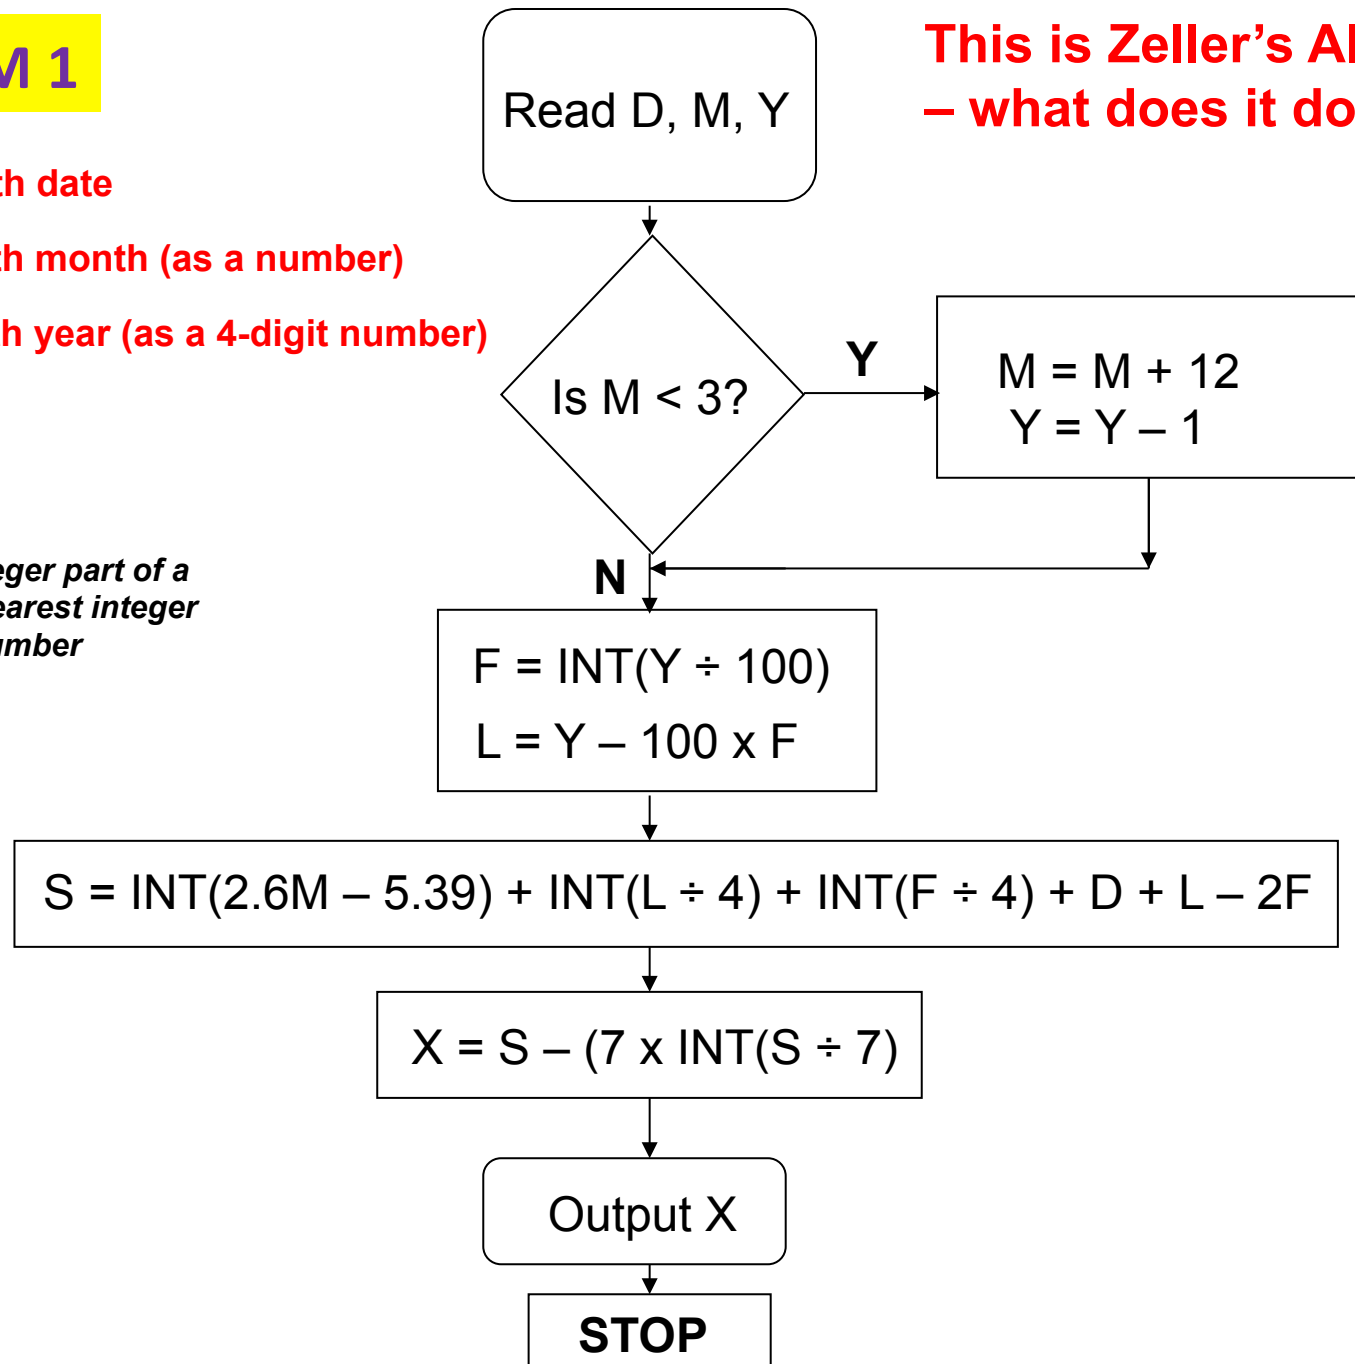 M 1
Read D, M, Y
This is Zeller’s Al
– what does it do
th date
th month (as a number)
h year (as a 4-digit number)
Is M < 3?
Y
M = M + 12
Y = Y – 1
eger part of a
earest integer
umber
N
F = INT(Y ÷ 100)
L = Y – 100 x F
S = INT(2.6M – 5.39) + INT(L ÷ 4) + INT(F ÷ 4) + D + L – 2F
X = S – (7 x INT(S ÷ 7)
Output X
STOP